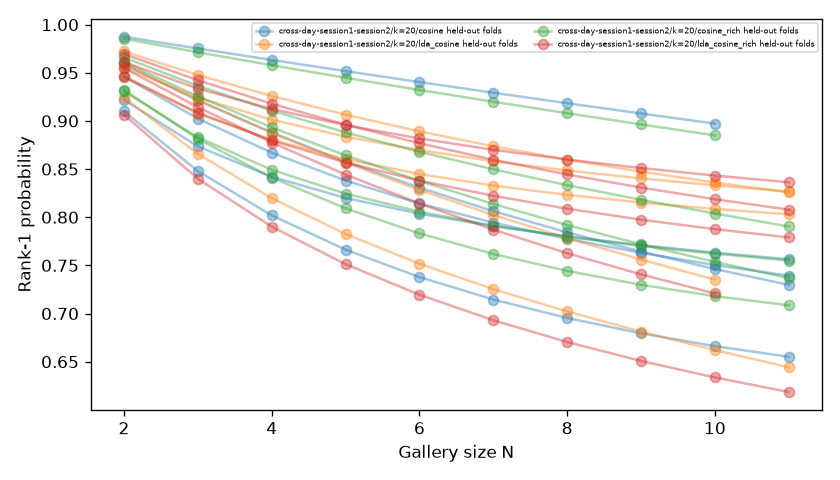 cross-day-session1-session2/k=20/cosine held-out folds
cross-day-session1-session2/k=20/lda_cosine held-out folds
cross-day-session1-session2/k=20/cosine_rich held-out folds
cross-day-session1-session2/k=20/lda_cosine_rich held-out folds
Rank-1 probability
1.00
0.95
0.90
0.85
0.80
0.75
0.70
0.65
2 4 6 8 10
Gallery size N